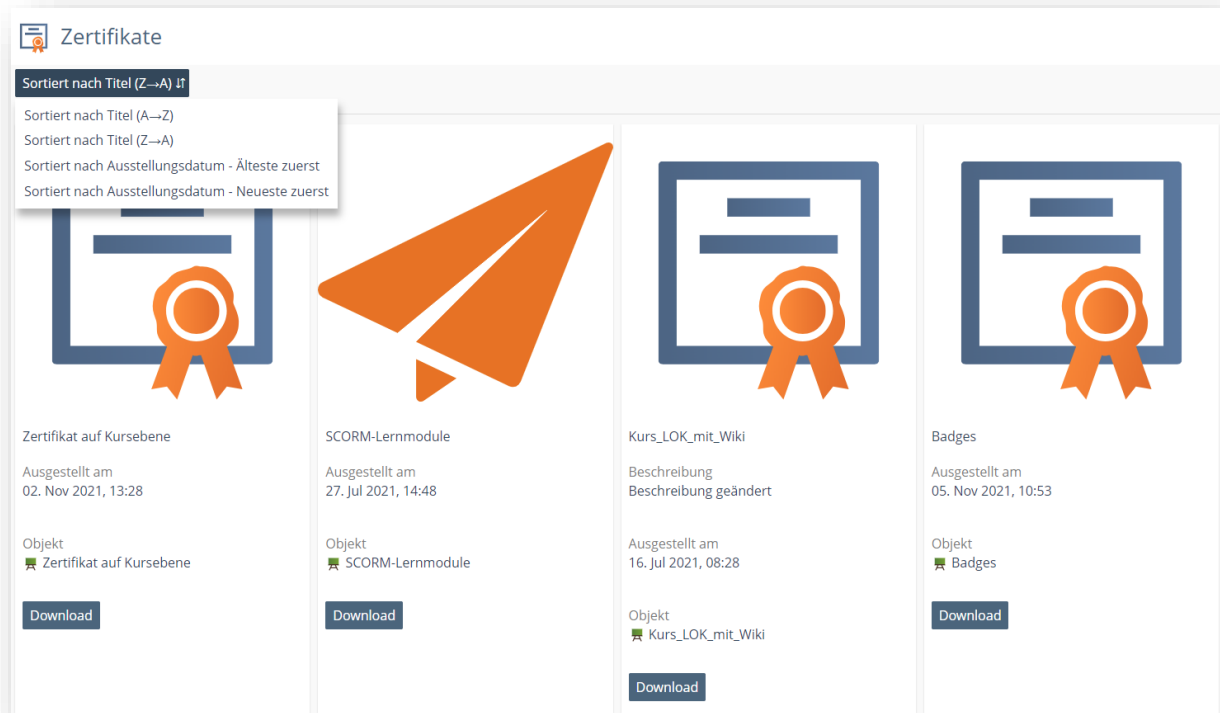 Zertifikate
Sortiert nach Titel (Z→A)
Sortiert nach Titel (A→Z)
Sortiert nach Titel (Z→A)
Sortiert nach Ausstellungsdatum - Älteste zuerst
Sortiert nach Ausstellungsdatum - Neueste zuerst
Zertifikat auf Kursebene
Ausgestellt am
02. Nov 2021, 13:28
Objekt
Zertifikat auf Kursebene
Download
SCORM-Lernmodule
Ausgestellt am
27. Jul 2021, 14:48
Objekt
SCORM-Lernmodule
Download
Kurs_LOK_mit_Wiki
Beschreibung
Beschreibung geändert
Ausgestellt am
16. Jul 2021, 08:28
Objekt
Kurs_LOK_mit_Wiki
Download
Badges
Ausgestellt am
05. Nov 2021, 10:53
Objekt
Badges
Download